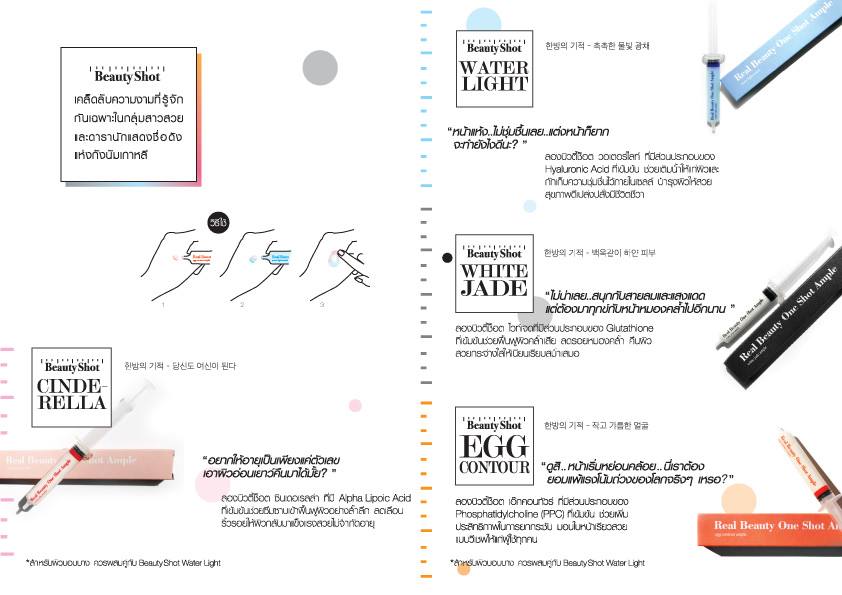 BeautyShot
เคล็ดลับความงามที่รู้จัก
กันเฉพาะในกลุ่มสาวสวย
และดารานักแสดงชื่อดัง
แห่งกังนัมเกาหลี
วิธีใช้
1
2
3
BeautyShot
CINDE-
RELLA
한방의 기적 - 당신도 여신이 된다
Real Beauty One Shot Ample
“อยากให้อายุเป็นเพียงแค่ตัวเลข
เอาผิวอ่อนเยาว์คืนมาได้มั้ย? ”
ลองบิวตี้ช็อต ซินเดอเรลล่า ที่มี Alpha Lipoic Acid
ที่เข้มข้นช่วยซึมซาบเข้าฟื้นฟูผิวอย่างล้ำลึก ลดเลือน
ริ้วรอยให้ผิวกลับมาแข็งแรงสวยไม่จำกัดอายุ
*สำหรับผิวบอบบาง ควรผสมคู่กับ BeautyShot Water Light
BeautyShot
WATER
LIGHT
한방의 기적 - 촉촉한 물빛 광채
Real Beauty One Shot Ample
“หน้าแห้ง..ไม่ชุ่มชื้นเลย..แต่งหน้าก็ยาก
จะทำยังไงดีนะ? ”
ลองบิวตี้ช็อต วอเตอร์ไลท์ ที่มีส่วนประกอบของ
Hyaluronic Acid ที่เข้มข้น ช่วยเติมน้ำให้แก่ผิวและ
กักเก็บความชุ่มชื้นไว้ภายในเซลล์ บำรุงผิวให้สวย
สุขภาพดีเปล่งปลั่งมีชีวิตชีวา
BeautyShot
WHITE
JADE
한방의 기적 - 백옥같이 하얀 피부
Real Beauty One Shot Ample
“ไม่น่าเลย..สนุกกับสายลมและแสงแดด
แต่ต้องมาทุกข์กับหน้าหมองคล้ำไปอีกนาน ”
ลองบิวตี้ช็อต ไวท์เจดที่มีส่วนประกอบของ Glutathione
ที่เข้มข้นช่วยฟื้นฟูผิวคล้ำเสีย ลดรอยหมองคล้ำ คืนผิว
สวยกระจ่างใสให้เนียนเรียบสม่ำเสมอ
BeautyShot
EGG
CONTOUR
한방의 기적 - 작고 갸름한 얼굴
“ดูสิ..หน้าเริ่มหย่อนคล้อย..นี่เราต้อง
ยอมแพ้แรงโน้มถ่วงของโลกจริงๆ เหรอ?”
ลองบิวตี้ช็อต เอ้กคอนทัวร์ ที่มีส่วนประกอบของ
Phosphatidylcholine (PPC) ที่เข้มข้น ช่วยเพิ่ม
ประสิทธิภาพในการยกกระชับ มอบใบหน้าเรียวสวย
แบบวีเชฟให้แก่ผู้ใช้ทุกคน
Real Beauty One Shot An
*สำหรับผิวบอบบาง ควรผสมคู่กับ BeautyShot Water Light